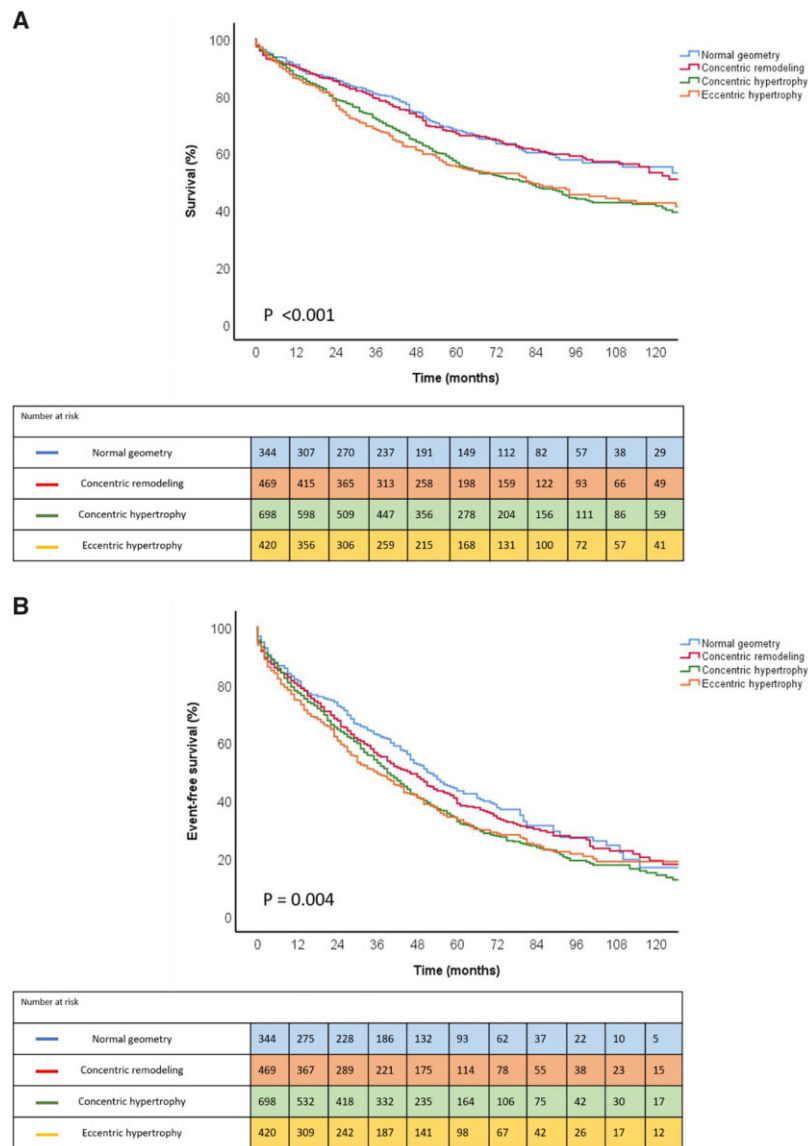 A
100
80
60
40
20
0
Survival (%)
Normal geometry
Concentric remodeling
Concentric hypertrophy
Eccentric hypertrophy
P <0.001
0 12 24 36 48 60 72 84 96 108 120
Time (months)
Number at risk
Normal geometry 344 307 270 237 191 149 112 82 57 38 29
Concentric remodeling 469 415 365 313 258 198 159 122 93 66 49
Concentric hypertrophy 698 598 509 447 356 278 204 156 111 86 59
Eccentric hypertrophy 420 356 306 259 215 168 131 100 72 57 41
B
100
80
60
40
20
0
Event-free survival (%)
Normal geometry
Concentric remodeling
Concentric hypertrophy
Eccentric hypertrophy
P = 0.004
0 12 24 36 48 60 72 84 96 108 120
Time (months)
Number at risk
Normal geometry 344 275 228 186 132 93 62 37 22 10 5
Concentric remodeling 469 367 289 221 175 114 78 55 38 23 15
Concentric hypertrophy 698 532 418 332 235 164 106 75 42 30 17
Eccentric hypertrophy 420 309 242 187 141 98 67 42 26 17 12